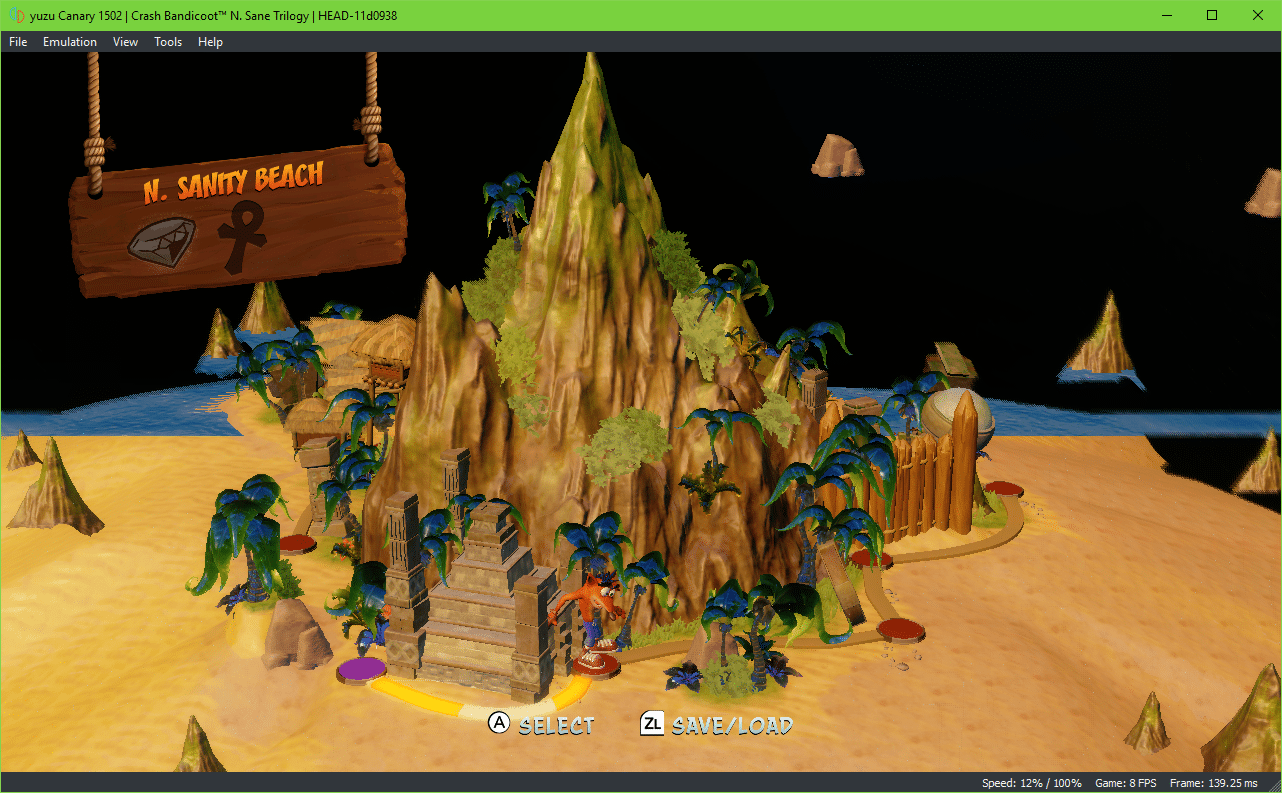 yuzu Canary 1502 | Crash Bandicoot™ N. Sane Trilogy | HEAD-11d0938
File Emulation View Tools Help
N. SANITY BEACH
A SELECT ZL SAVE/LOAD
Speed: 12% / 100% Game: 8 FPS Frame: 139.25 ms